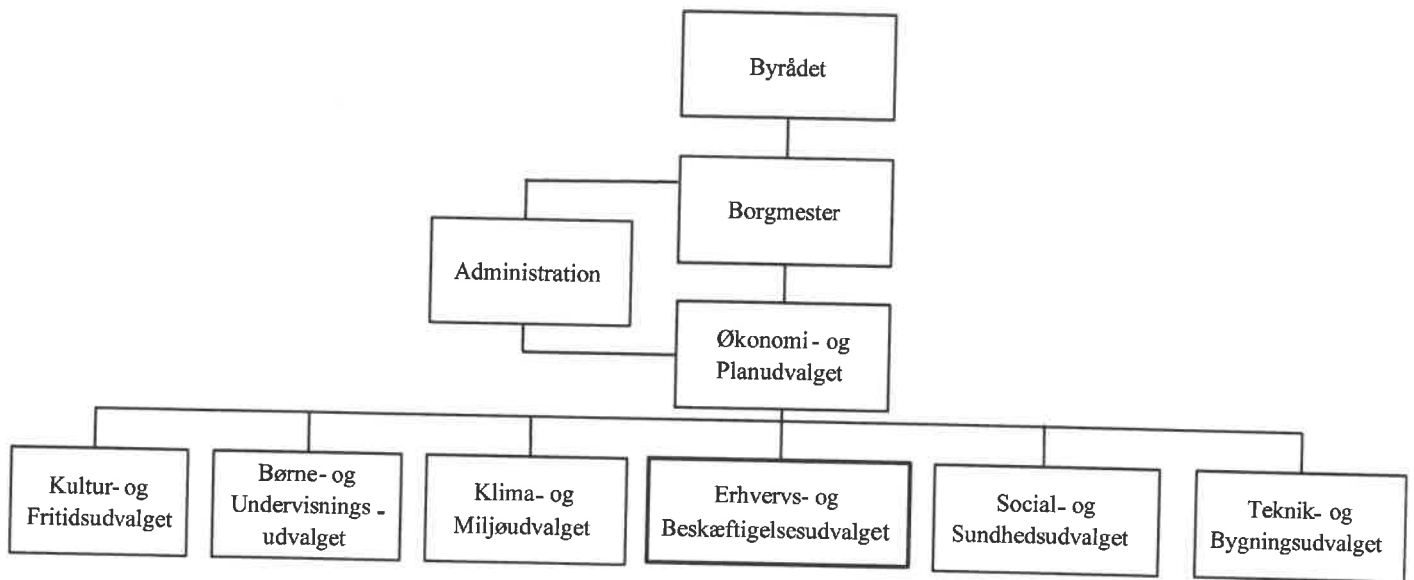 Byrådet
Borgmester
Administration
Økonomi- og
Planudvalget
Kultur- og
Fritidsudvalget
Børne- og
Undervisnings -
udvalget
Klima- og
Miljøudvalget
Erhvervs- og
Beskæftigelsesudvalget
Social- og
Sundhedsudvalget
Teknik- og
Bygningsudvalget